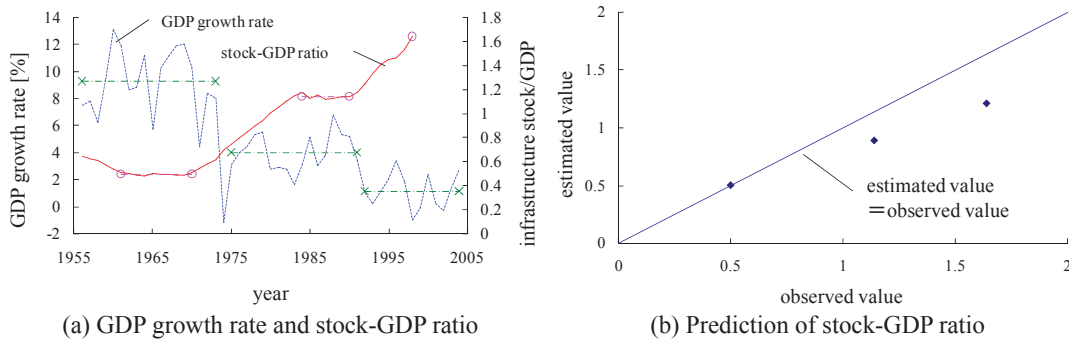 GDP growth rate
stock-GDP ratio
GDP growth rate [%]
14
12
10
8
6
4
2
0
-2
1.8
1.6
1.4
1.2
1
0.8
0.6
0.4
0.2
0
infrastructure stock/GDP
1955 1965 1975 1985 1995 2005
year
(a) GDP growth rate and stock-GDP ratio
estimated value
2
1
1
0
estimated value
=observed value
0 0.5 1 1.5 2
observed value
(b) Prediction of stock-GDP ratio